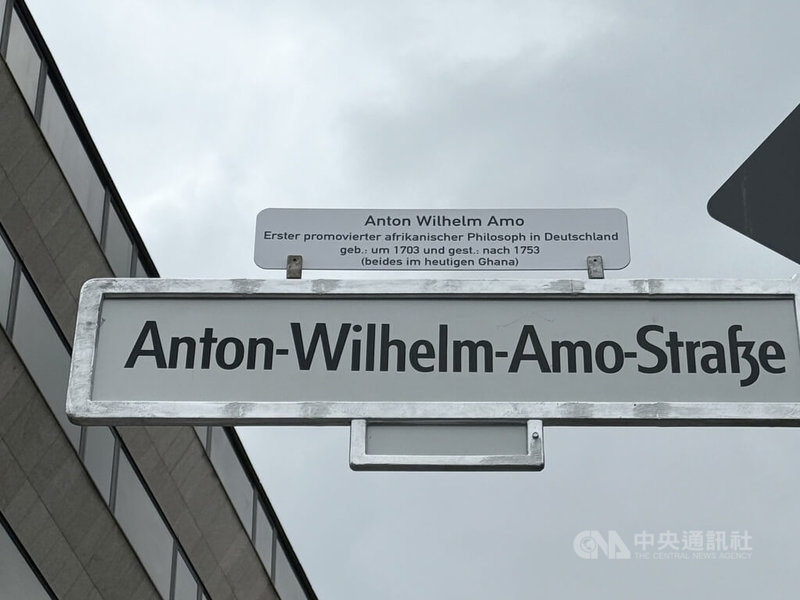 Anton Wilhelm Amo
Erster promovierter afrikanischer Philosoph in Deutschland
geb.: um 1703 und gest.: nach 1753
(beides im heutigen Ghana)
Anton-Wilhelm-Amo-Straße
CNA 中央通訊社
THE CENTRAL NEWS AGENCY